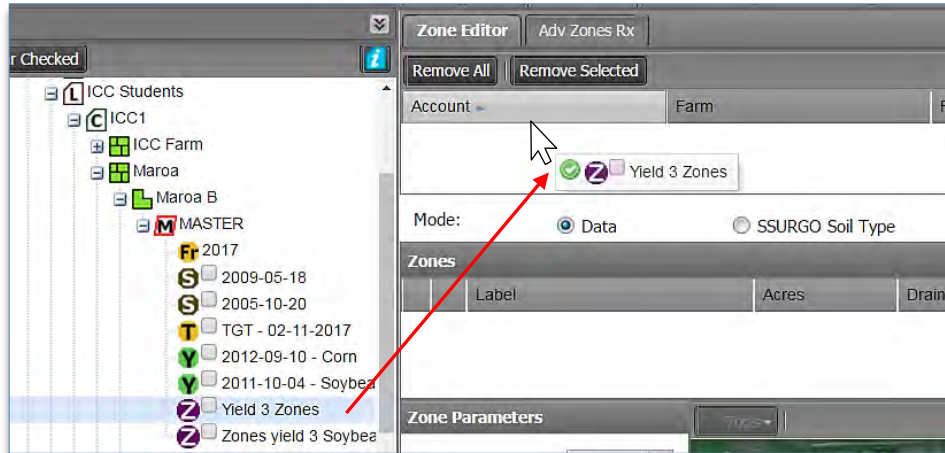 Zone Editor
Adv Zones Rx
r Checked
i
Remove All
Remove Selected
L ICC Students
Account
Farm
F
C ICC1
ICC Farm
Maroa
Z Yield 3 Zones
Maroa B
M MASTER
Mode:
Data
SSURGO Soil Type
Fr 2017
Zones
S 2009-05-18
Label
Acres
Drain
S 2005-10-20
T TGT - 02-11-2017
Y 2012-09-10 - Corn
Y 2011-10-04 - Soybea
Z Yield 3 Zones
Zone Parameters
Tools
Z Zones yield 3 Soybea